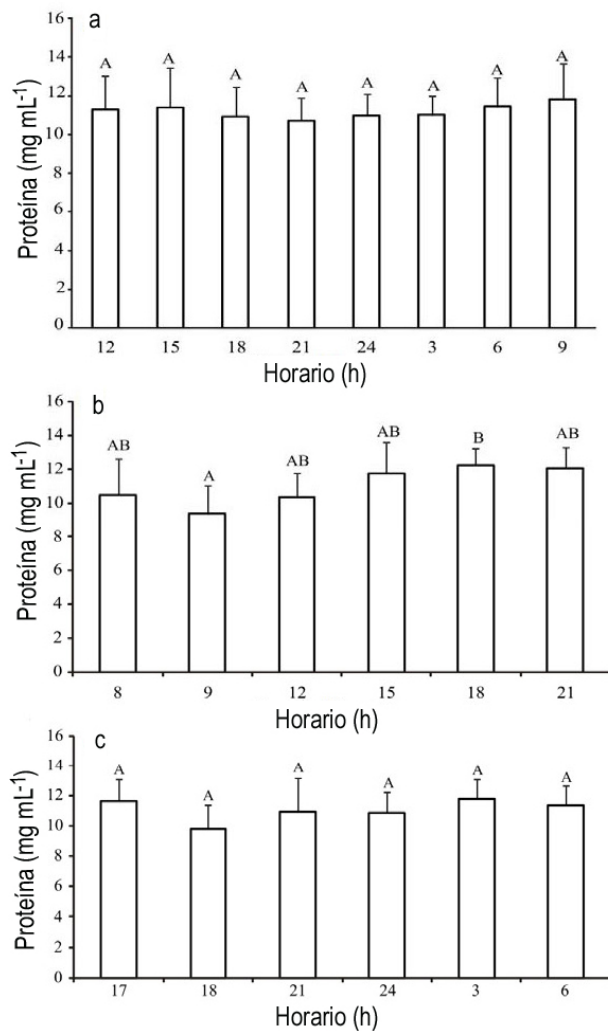 a
16
14
12
10
8
6
4
2
0
Proteína (mg mL-1)
A A A A A A A A
12 15 18 21 24 3 6 9
Horario (h)
b
16
14
12
10
8
6
4
2
0
Proteína (mg mL-1)
AB A AB AB B AB
8 9 12 15 18 21
Horario (h)
c
16
14
12
10
8
6
4
2
0
Proteína (mg mL-1)
A A A A A A
17 18 21 24 3 6
Horario (h)